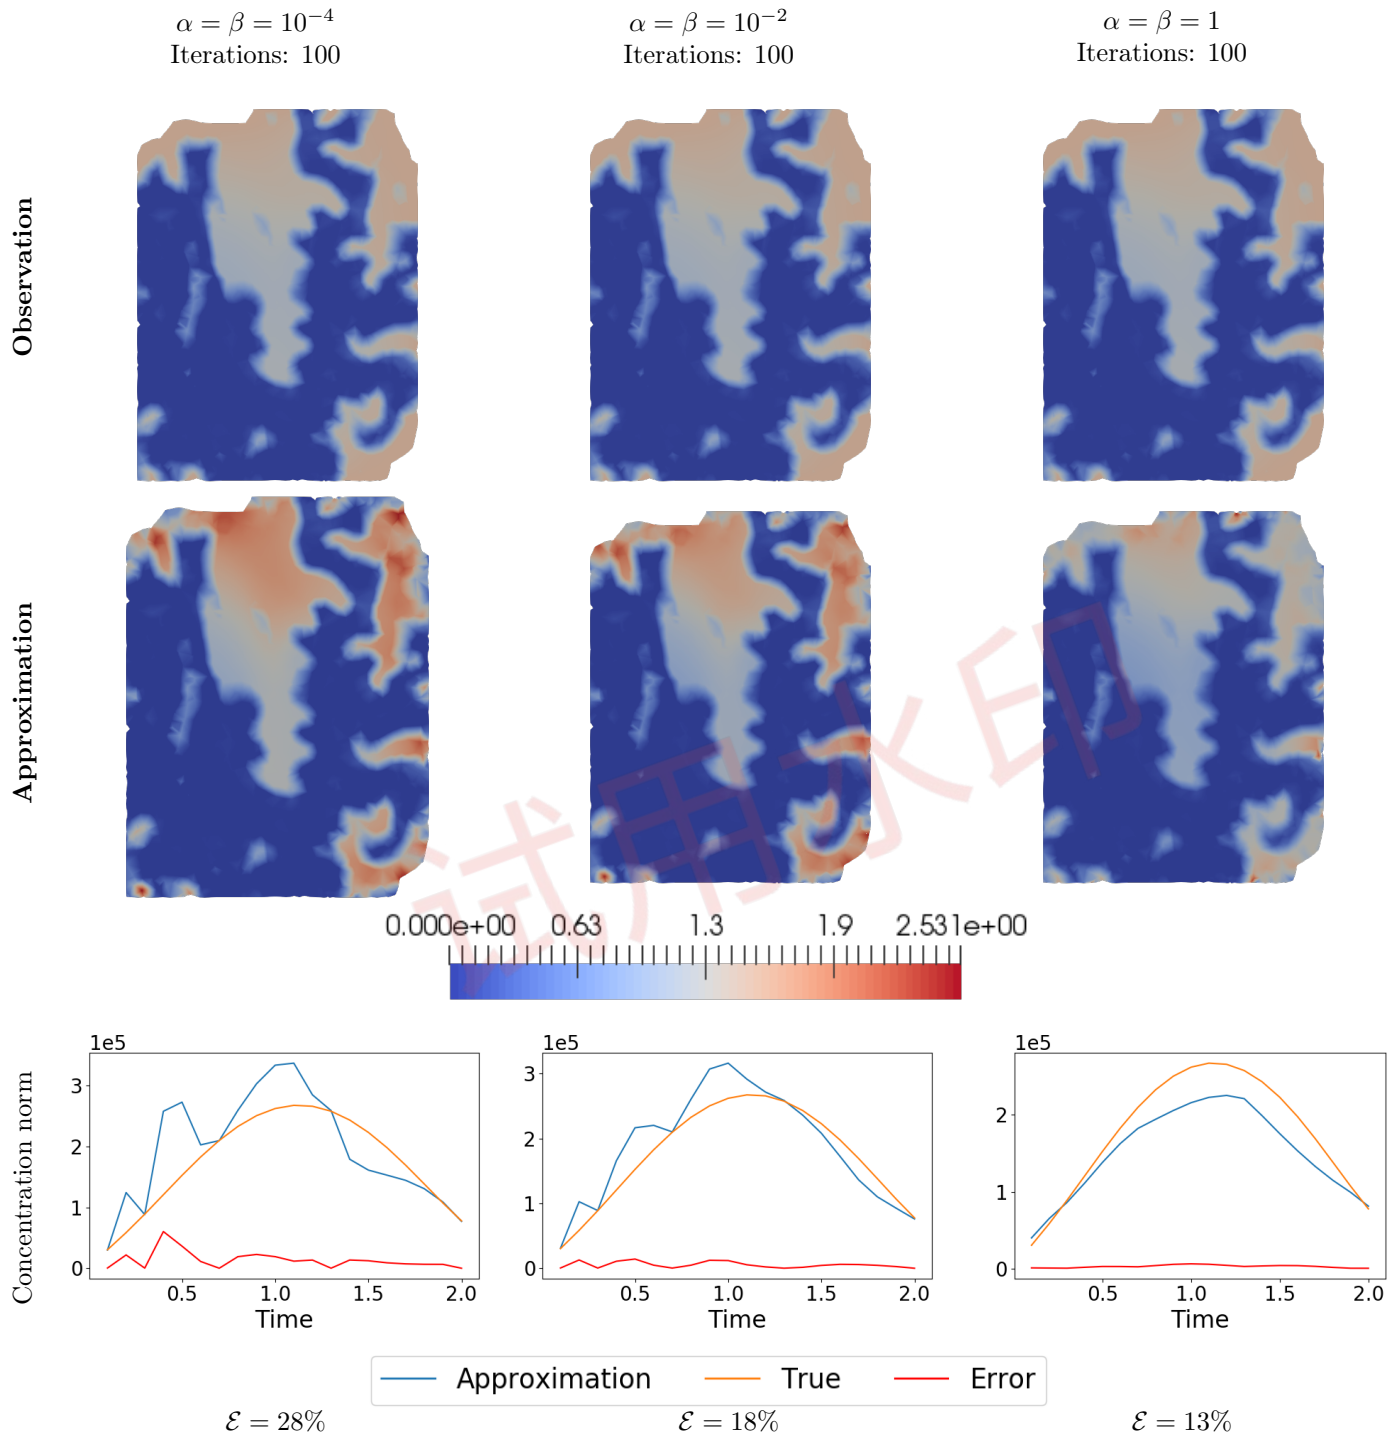 α = β = 10⁻⁴
Iterations: 100
α = β = 10⁻²
Iterations: 100
α = β = 1
Iterations: 100
Observation
Approximation
试用水印
0.000e+00 0.63 1.3 1.9 2.531e+00
Concentration norm
1e5
3
2
1
0
0.5 1.0 1.5 2.0
Time
1e5
3
2
1
0
0.5 1.0 1.5 2.0
Time
1e5
2
1
0
0.5 1.0 1.5 2.0
Time
Approximation True Error
ℰ = 28%
ℰ = 18%
ℰ = 13%